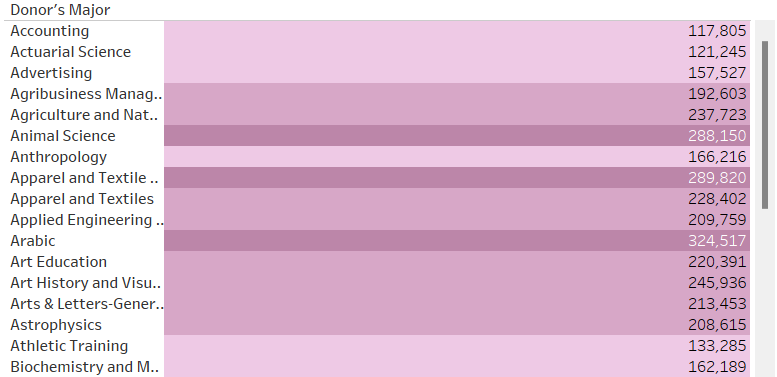 Donor's Major
Accounting 117,805
Actuarial Science 121,245
Advertising 157,527
Agribusiness Manag.. 192,603
Agriculture and Nat.. 237,723
Animal Science 288,150
Anthropology 166,216
Apparel and Textile .. 289,820
Apparel and Textiles 228,402
Applied Engineering .. 209,759
Arabic 324,517
Art Education 220,391
Art History and Visu.. 245,936
Arts & Letters-Gener.. 213,453
Astrophysics 208,615
Athletic Training 133,285
Biochemistry and M.. 162,189